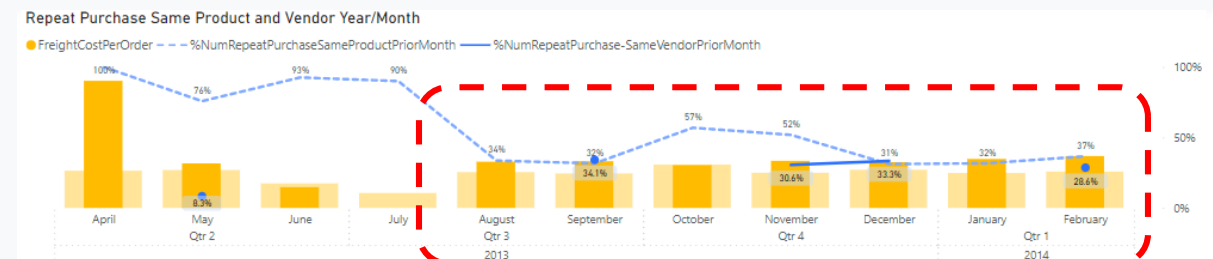 Repeat Purchase Same Product and Vendor Year/Month
FreightCostPerOrder %NumRepeatPurchaseSameProductPriorMonth %NumRepeatPurchase-SameVendorPriorMonth
100% 76% 93% 90% 34% 32% 57% 52% 31% 32% 37%
8.3% 34.1% 30.6% 33.3% 28.6%
100%
50%
0%
April May June July August September October November December January February
Qtr 2 Qtr 3 Qtr 4 Qtr 1
2013 2014